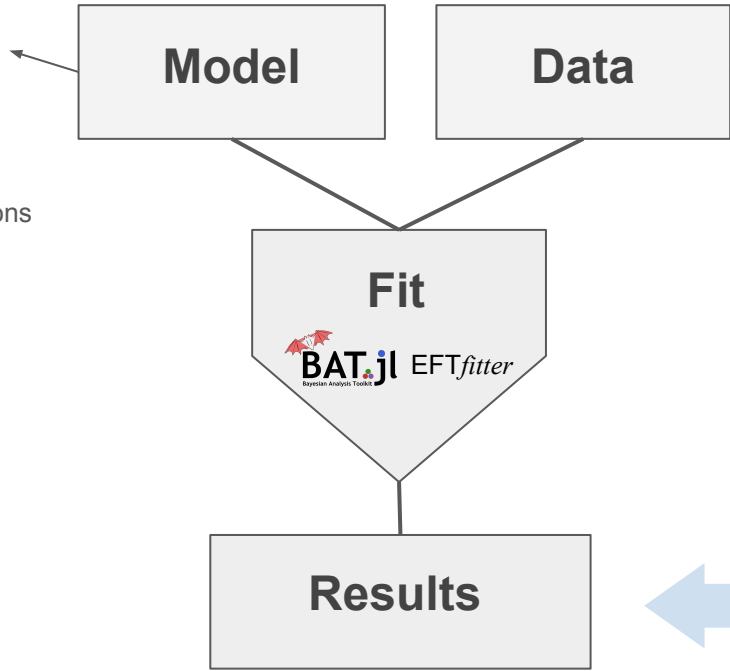 Model
Data
ons
Fit
BAT.jl EFTfitter
Bayesian Analysis Toolkit
Results